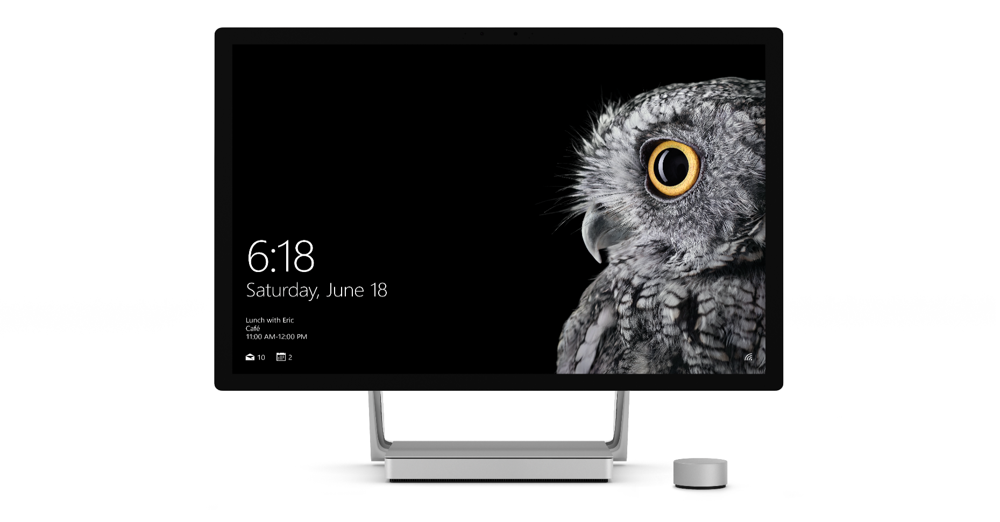 6:18
Saturday, June 18
Lunch with Eric
Café
11:00 AM-12:00 PM
10 2